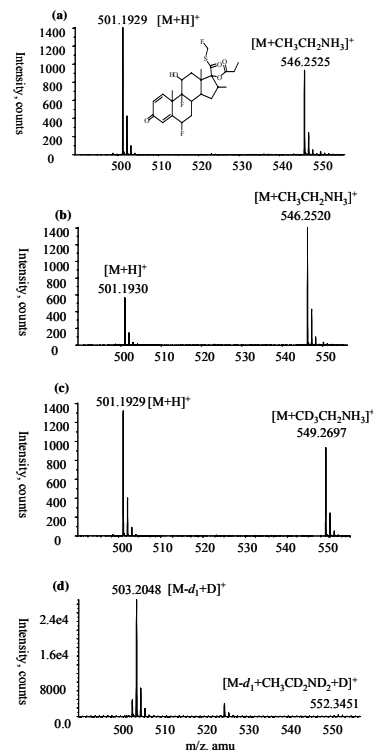 (a)
501.1929 [M+H]+
[M+CH3CH2NH3]+
546.2525
Intensity, counts
1400
1200
1000
800
600
400
200
0
F
S
O
O
HO
O
F
O
F
500 510 520 530 540 550
(b)
[M+CH3CH2NH3]+
546.2520
[M+H]+
501.1930
Intensity, counts
1400
1200
1000
800
600
400
200
0
500 510 520 530 540 550
(c)
501.1929 [M+H]+
[M+CD3CH2NH3]+
549.2697
Intensity, counts
1400
1200
1000
800
600
400
200
0
500 510 520 530 540 550
(d)
503.2048 [M-d1+D]+
[M-d1+CH3CD2ND2+D]+
552.3451
Intensity, counts
2.4e4
1.6e4
8000
0.0
500 510 520 530 540 550
m/z, amu